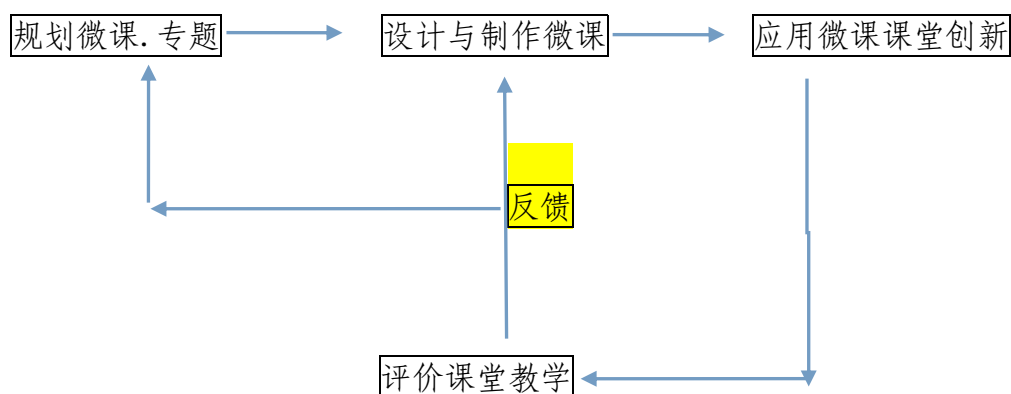 规划微课.专题
设计与制作微课
应用微课课堂创新
反馈
评价课堂教学